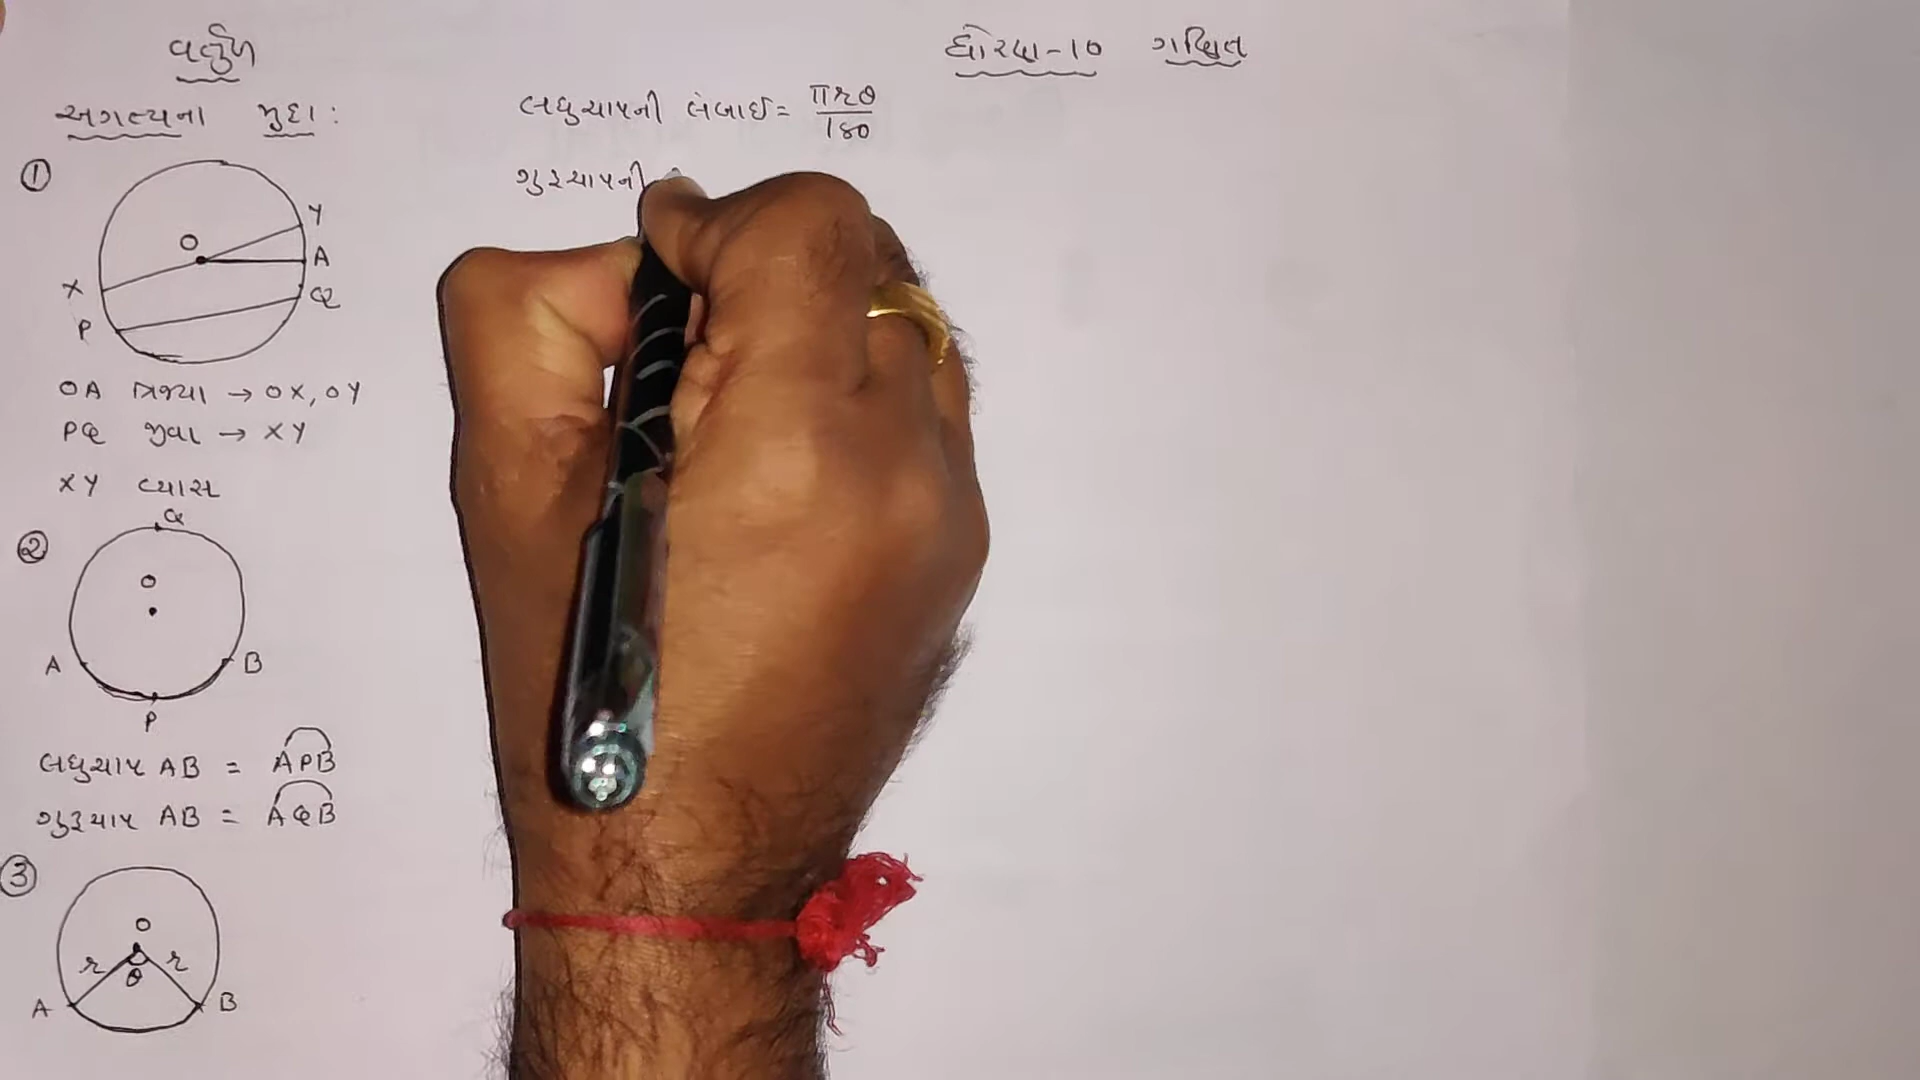 વર્તુળ
ધોરણ-10 ગણિત
અગત્યના મુદ્દા :
①
O
Y
A
X
Q
P
OA ત્રિજ્યા → OX, OY
PQ જીવા → XY
XY વ્યાસ
②
Q
O
A
B
P
લઘુચાપ AB = APB
ગુરુચાપ AB = AQB
③
O
r
r
θ
A
B
લઘુચાપની લંબાઈ = πrθ/180
ગુરુચાપની